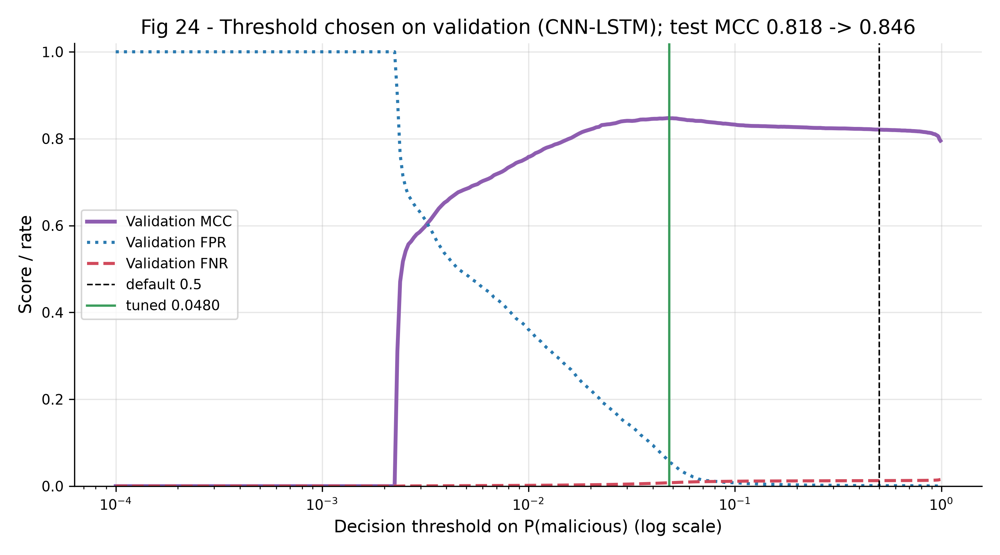 Fig 24 - Threshold chosen on validation (CNN-LSTM); test MCC 0.818 -> 0.846
Score / rate
1.0
0.8
0.6
0.4
0.2
0.0
Validation MCC
Validation FPR
Validation FNR
default 0.5
tuned 0.0480
10⁻⁴ 10⁻³ 10⁻² 10⁻¹ 10⁰
Decision threshold on P(malicious) (log scale)